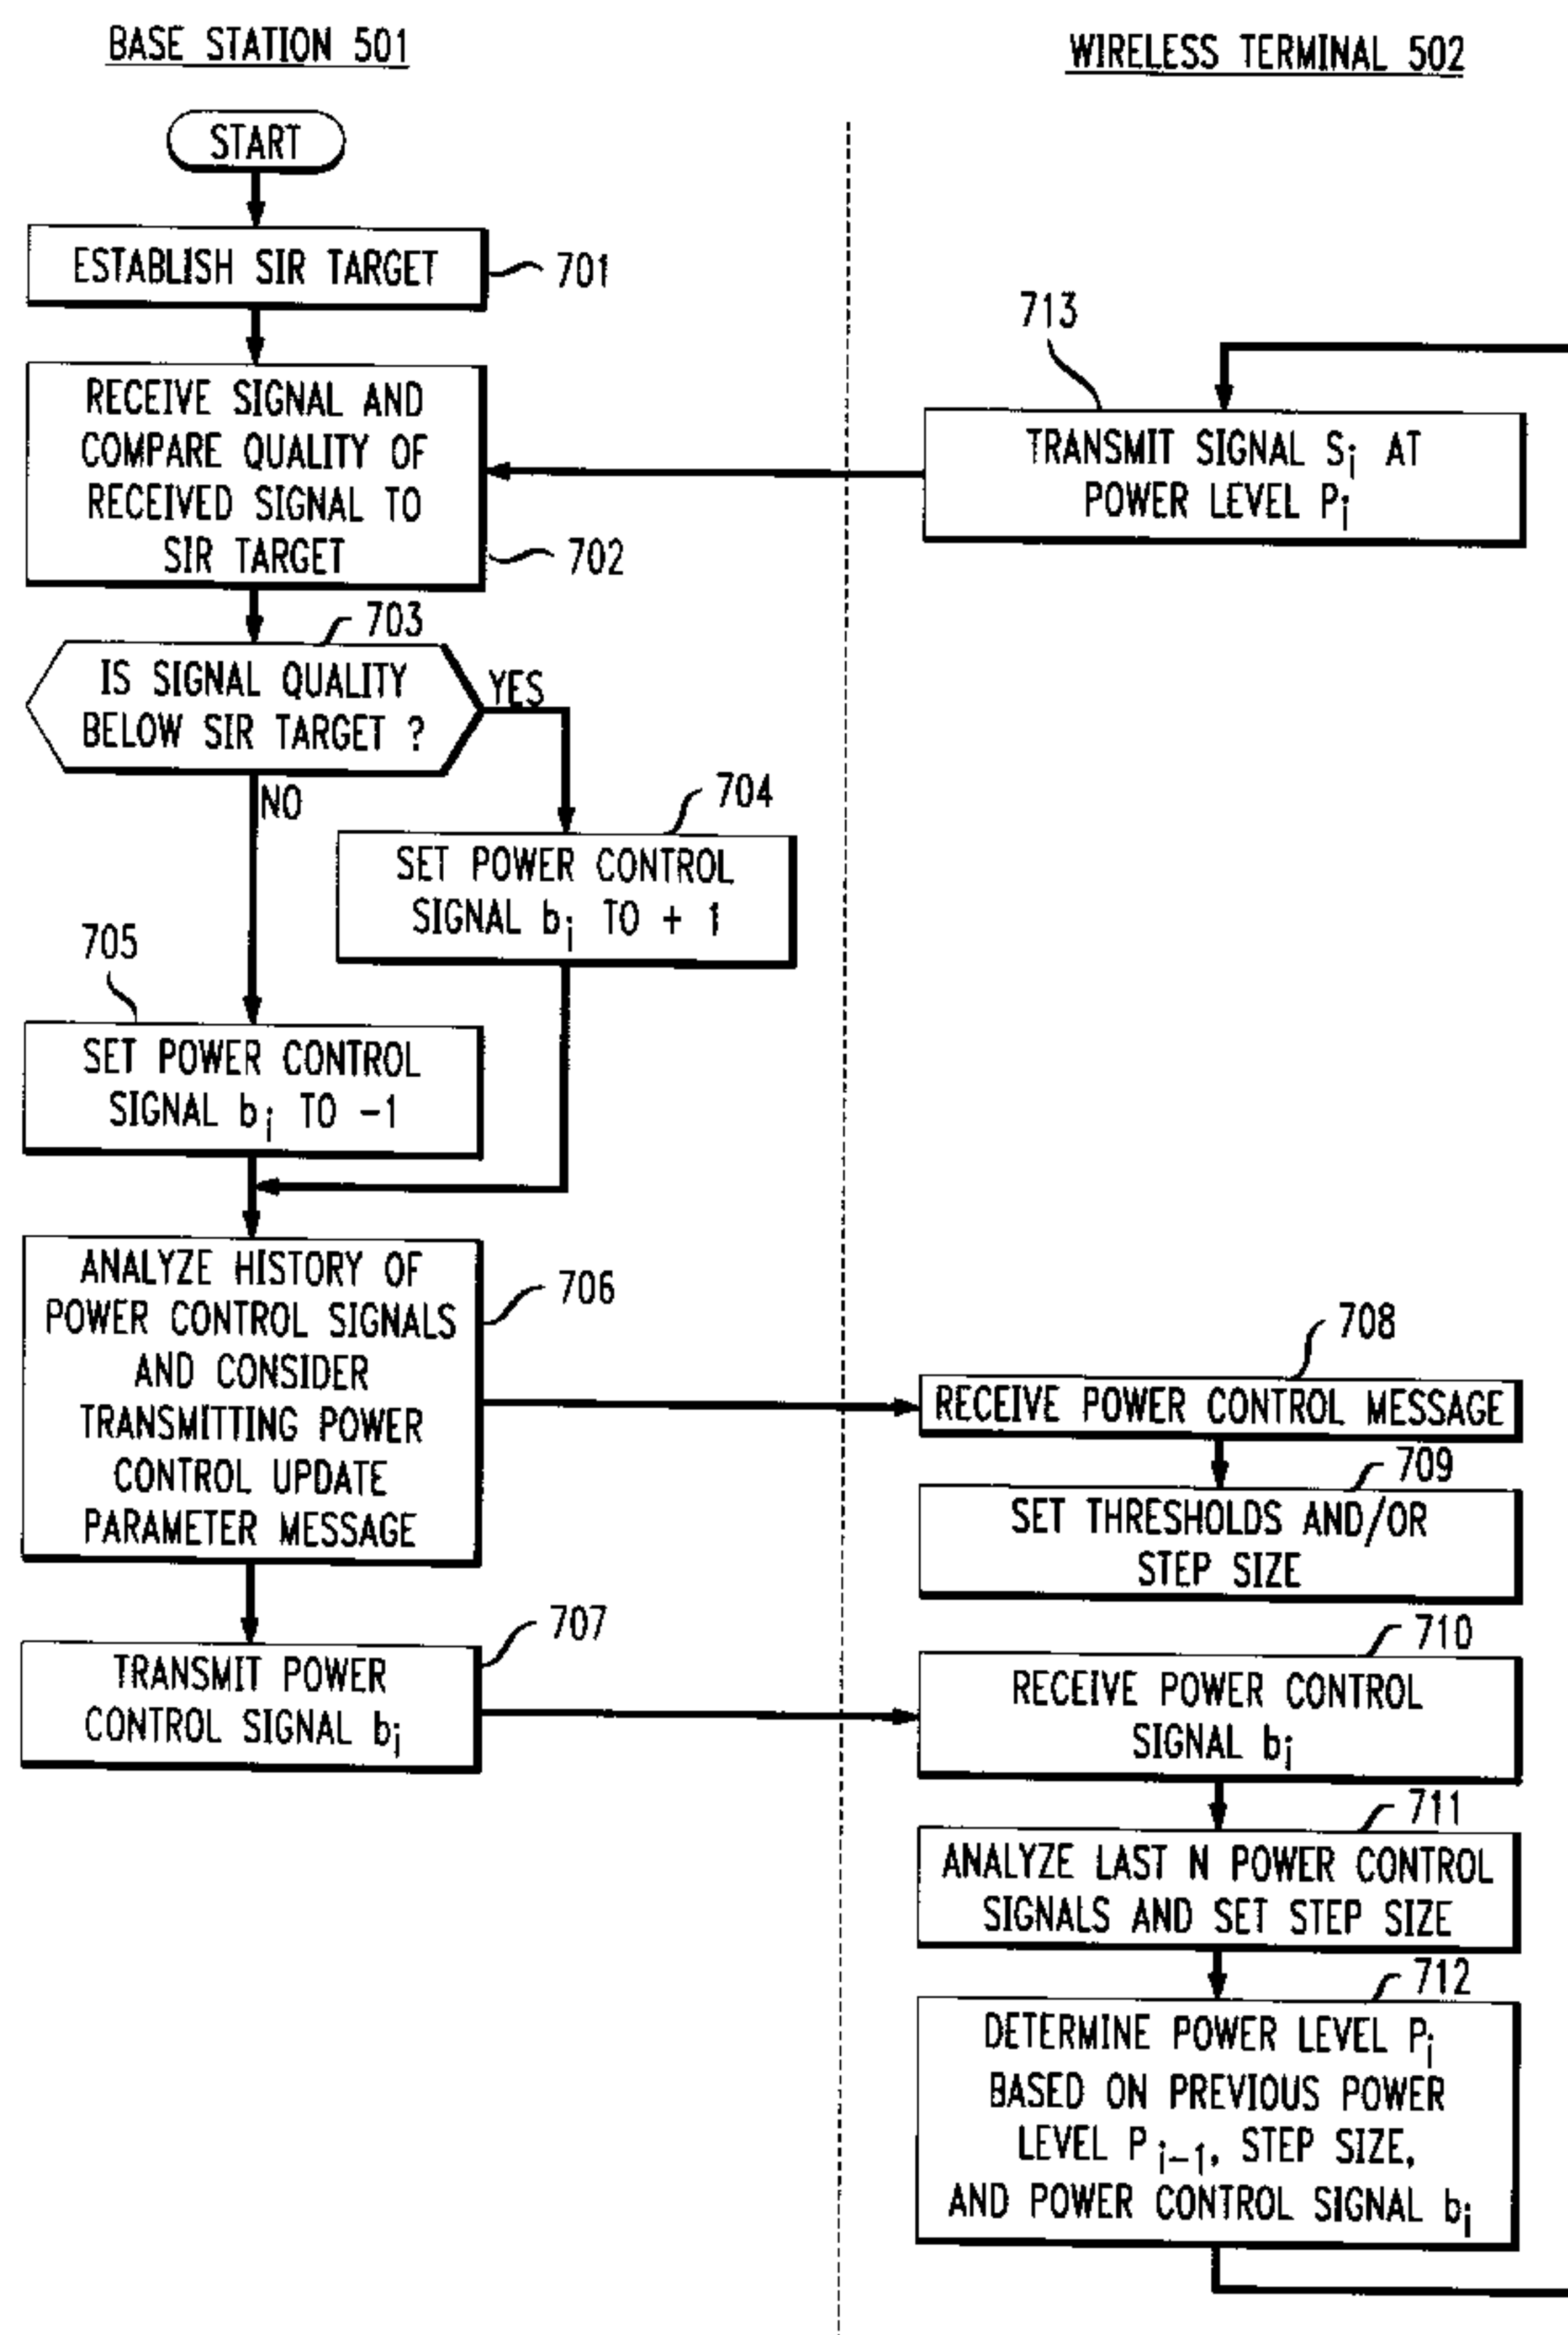 BASE STATION 501
WIRELESS TERMINAL 502
START
ESTABLISH SIR TARGET
701
713
RECEIVE SIGNAL AND
COMPARE QUALITY OF
RECEIVED SIGNAL TO
SIR TARGET
702
TRANSMIT SIGNAL Si AT
POWER LEVEL Pi
703
IS SIGNAL QUALITY
BELOW SIR TARGET ?
YES
NO
704
SET POWER CONTROL
SIGNAL bi TO + 1
705
SET POWER CONTROL
SIGNAL bi TO -1
ANALYZE HISTORY OF
POWER CONTROL SIGNALS
AND CONSIDER
TRANSMITTING POWER
CONTROL UPDATE
PARAMETER MESSAGE
706
708
RECEIVE POWER CONTROL MESSAGE
709
SET THRESHOLDS AND/OR
STEP SIZE
707
TRANSMIT POWER
CONTROL SIGNAL bi
710
RECEIVE POWER CONTROL
SIGNAL bi
711
ANALYZE LAST N POWER CONTROL
SIGNALS AND SET STEP SIZE
712
DETERMINE POWER LEVEL Pi
BASED ON PREVIOUS POWER
LEVEL Pi-1, STEP SIZE,
AND POWER CONTROL SIGNAL bi